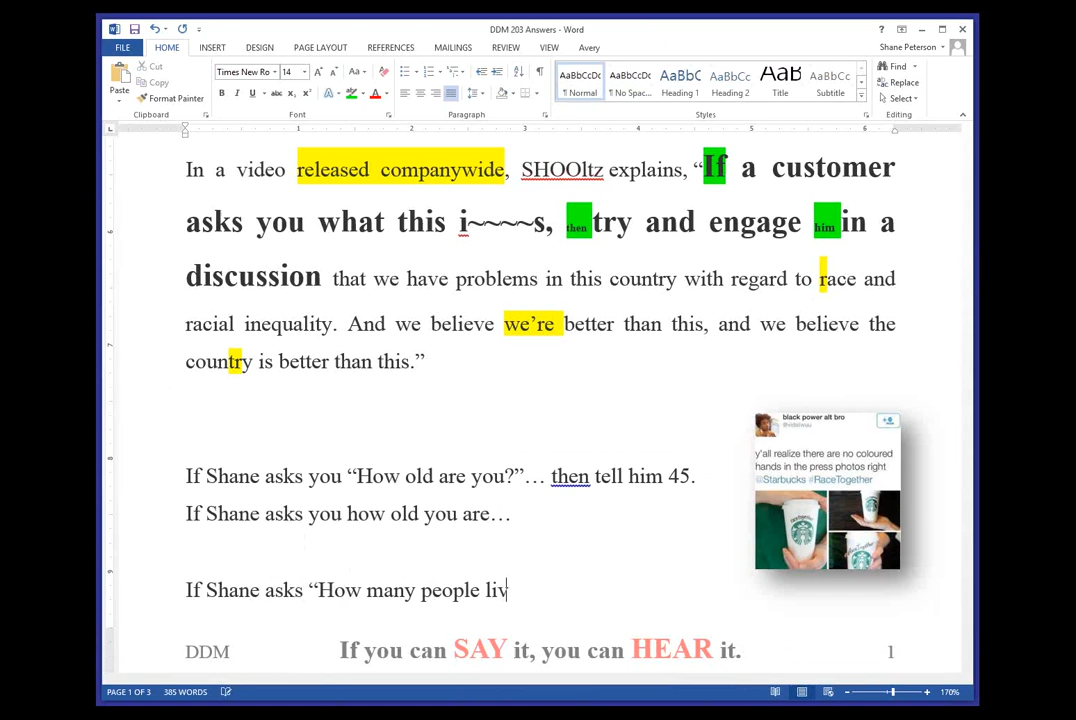 DDM 203 Answers - Word
FILE HOME INSERT DESIGN PAGE LAYOUT REFERENCES MAILINGS REVIEW VIEW Avery Shane Peterson
Paste Cut Copy Format Painter
Times New Ro 14
AaBbCcDc AaBbCcDc AaBbC AaBbCc AaB AaBbCc
¶ Normal ¶ No Spac... Heading 1 Heading 2 Title Subtitle
Find Replace Select
Clipboard Font Paragraph Styles Editing
In a video released companywide, SHOOltz explains, “If a customer
asks you what this i~~~~s, then try and engage him in a
discussion that we have problems in this country with regard to race and
racial inequality. And we believe we’re better than this, and we believe the
country is better than this.”
black power alt bro
y'all realize there are no coloured
hands in the press photos right
@Starbucks #RaceTogether
If Shane asks you “How old are you?”… then tell him 45.
If Shane asks you how old you are…
If Shane asks “How many people liv
DDM If you can SAY it, you can HEAR it. 1
PAGE 1 OF 3 385 WORDS 170%